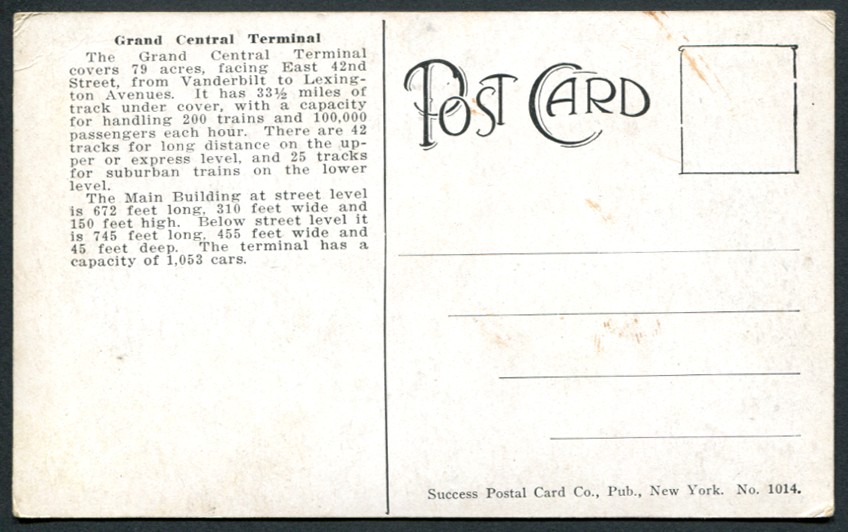 Grand Central Terminal
The Grand Central Terminal
covers 79 acres, facing East 42nd
Street, from Vanderbilt to Lexing-
ton Avenues. It has 33½ miles of
track under cover, with a capacity
for handling 200 trains and 100,000
passengers each hour. There are 42
tracks for long distance on the up-
per or express level, and 25 tracks
for suburban trains on the lower
level.
The Main Building at street level
is 672 feet long, 310 feet wide and
150 feet high. Below street level it
is 745 feet long, 455 feet wide and
45 feet deep. The terminal has a
capacity of 1,053 cars.
POST CARD
Success Postal Card Co., Pub., New York. No. 1014.